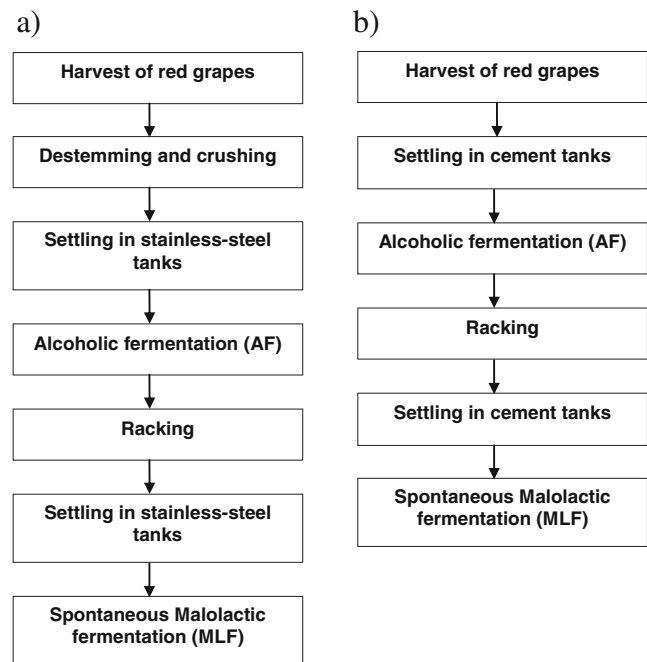 a)
Harvest of red grapes
Destemming and crushing
Settling in stainless-steel
tanks
Alcoholic fermentation (AF)
Racking
Settling in stainless-steel
tanks
Spontaneous Malolactic
fermentation (MLF)
b)
Harvest of red grapes
Settling in cement tanks
Alcoholic fermentation (AF)
Racking
Settling in cement tanks
Spontaneous Malolactic
fermentation (MLF)